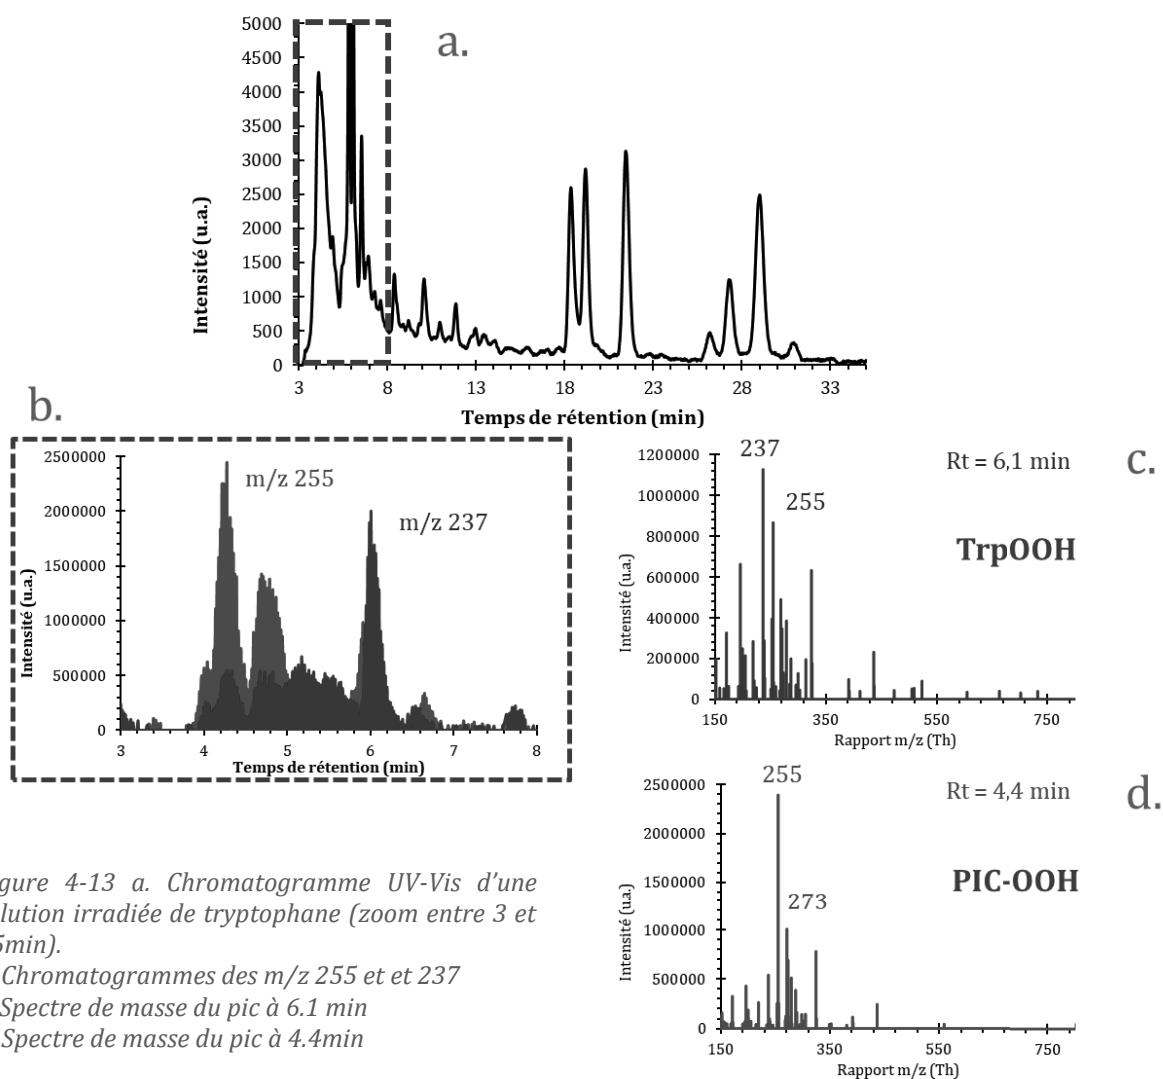 a.
5000
4500
4000
3500
3000
2500
2000
1500
1000
500
0
Intensité (u.a.)
3 8 13 18 23 28 33
Temps de rétention (min)
b.
2500000
2000000
1500000
1000000
500000
0
Intensité (u.a.)
m/z 255
m/z 237
3 4 5 6 7 8
Temps de rétention (min)
c.
1200000
1000000
800000
600000
400000
200000
0
Intensité (u.a.)
237
255
Rt = 6,1 min
TrpOOH
150 350 550 750
Rapport m/z (Th)
d.
2500000
2000000
1500000
1000000
500000
0
Intensité (u.a.)
255
273
Rt = 4,4 min
PIC-OOH
150 350 550 750
Rapport m/z (Th)
gure 4-13 a. Chromatogramme UV-Vis d'une
lution irradiée de tryptophane (zoom entre 3 et
5min).
Chromatogrammes des m/z 255 et et 237
Spectre de masse du pic à 6.1 min
Spectre de masse du pic à 4.4min